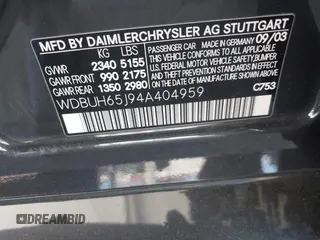 MFD. BY DAIMLERCHRYSLER AG STUTTGART
MADE IN GERMANY 09/03
KG LBS
GVWR 2340 5155
GAWR FRONT 990 2175
GAWR REAR 1350 2980
WDBUH65J94A404959
THIS VEHICLE CONFORMS TO ALL
APPLICABLE U.S. FEDERAL
MOTOR VEHICLE SAFETY, BUMPER,
AND THEFT PREVENTION STANDARDS
IN EFFECT ON THE DATE OF
MANUFACTURE SHOWN ABOVE.
VEHICLE TYPE: PASSENGER CAR
C753
DREAMBID